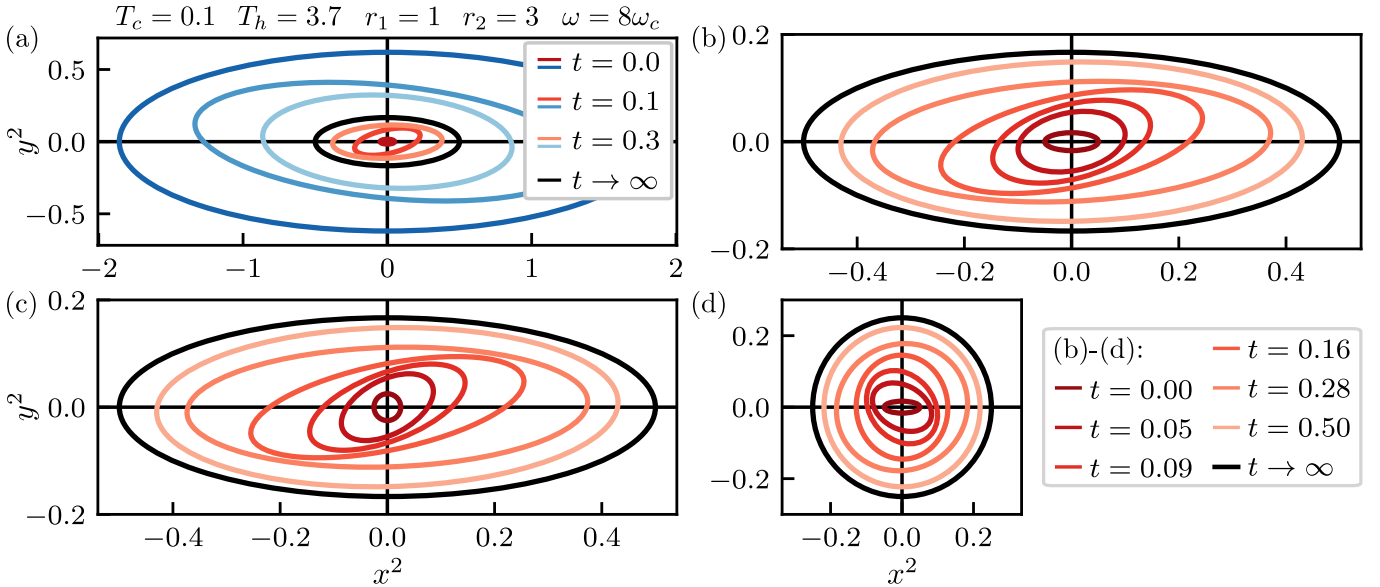 T_c = 0.1 T_h = 3.7 r_1 = 1 r_2 = 3 ω = 8ω_c
(a)
y^2
0.5
0.0
−0.5
−2 −1 0 1 2
t = 0.0
t = 0.1
t = 0.3
t → ∞
(b)
0.2
0.0
−0.2
−0.4 −0.2 0.0 0.2 0.4
(c)
y^2
0.2
0.0
−0.2
−0.4 −0.2 0.0 0.2 0.4
x^2
(d)
0.2
0.0
−0.2
−0.2 0.0 0.2
x^2
(b)-(d):
t = 0.00
t = 0.05
t = 0.09
t = 0.16
t = 0.28
t = 0.50
t → ∞